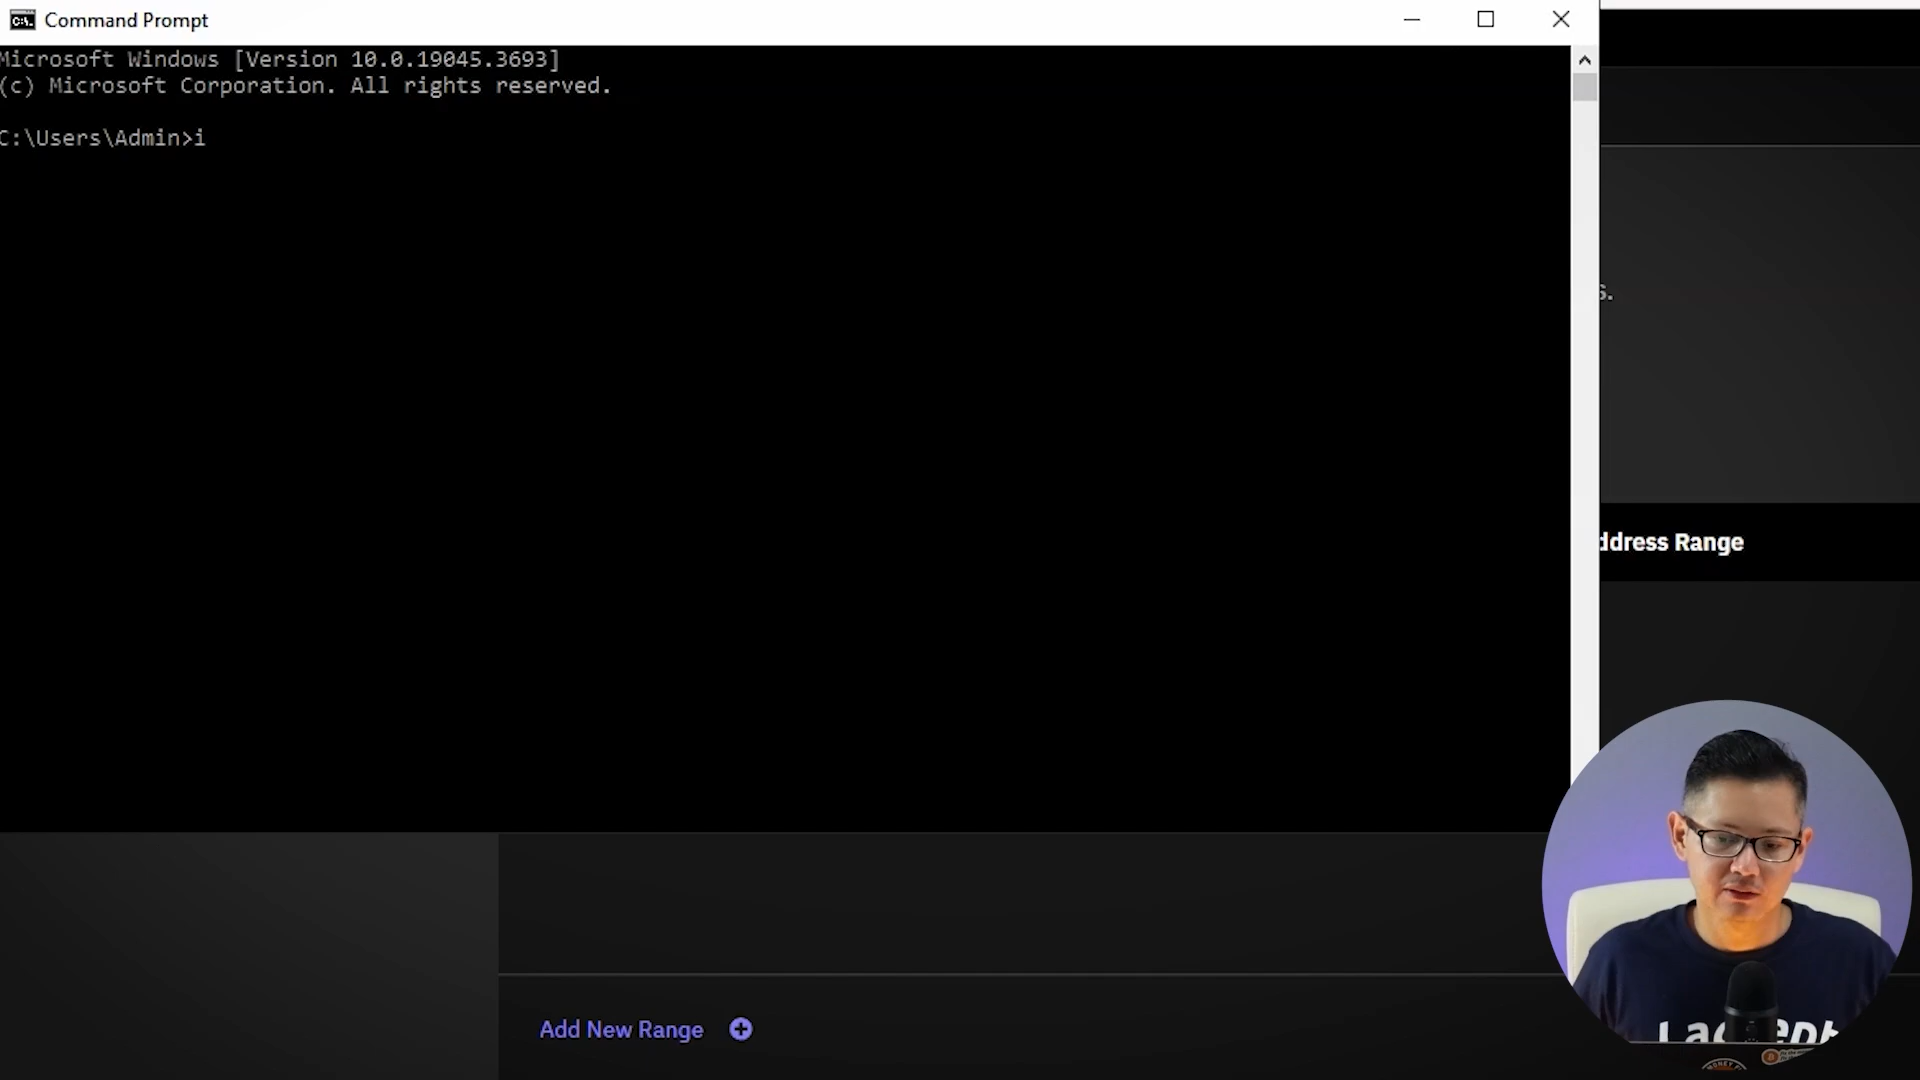 Command Prompt
Microsoft Windows [Version 10.0.19045.3693]
(c) Microsoft Corporation. All rights reserved.
C:\Users\Admin>i
s.
ddress Range
Add New Range